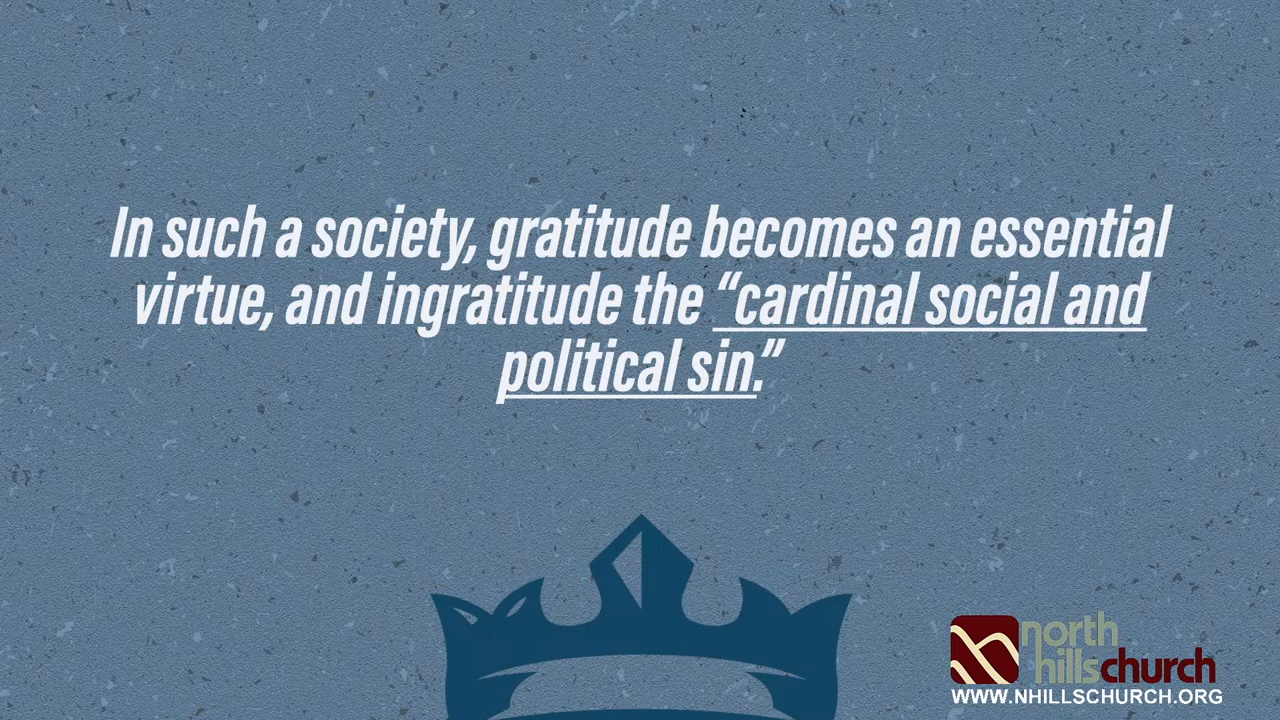 In such a society, gratitude becomes an essential
virtue, and ingratitude the “cardinal social and
political sin.”
north
hillschurch
WWW.NHILLSCHURCH.ORG